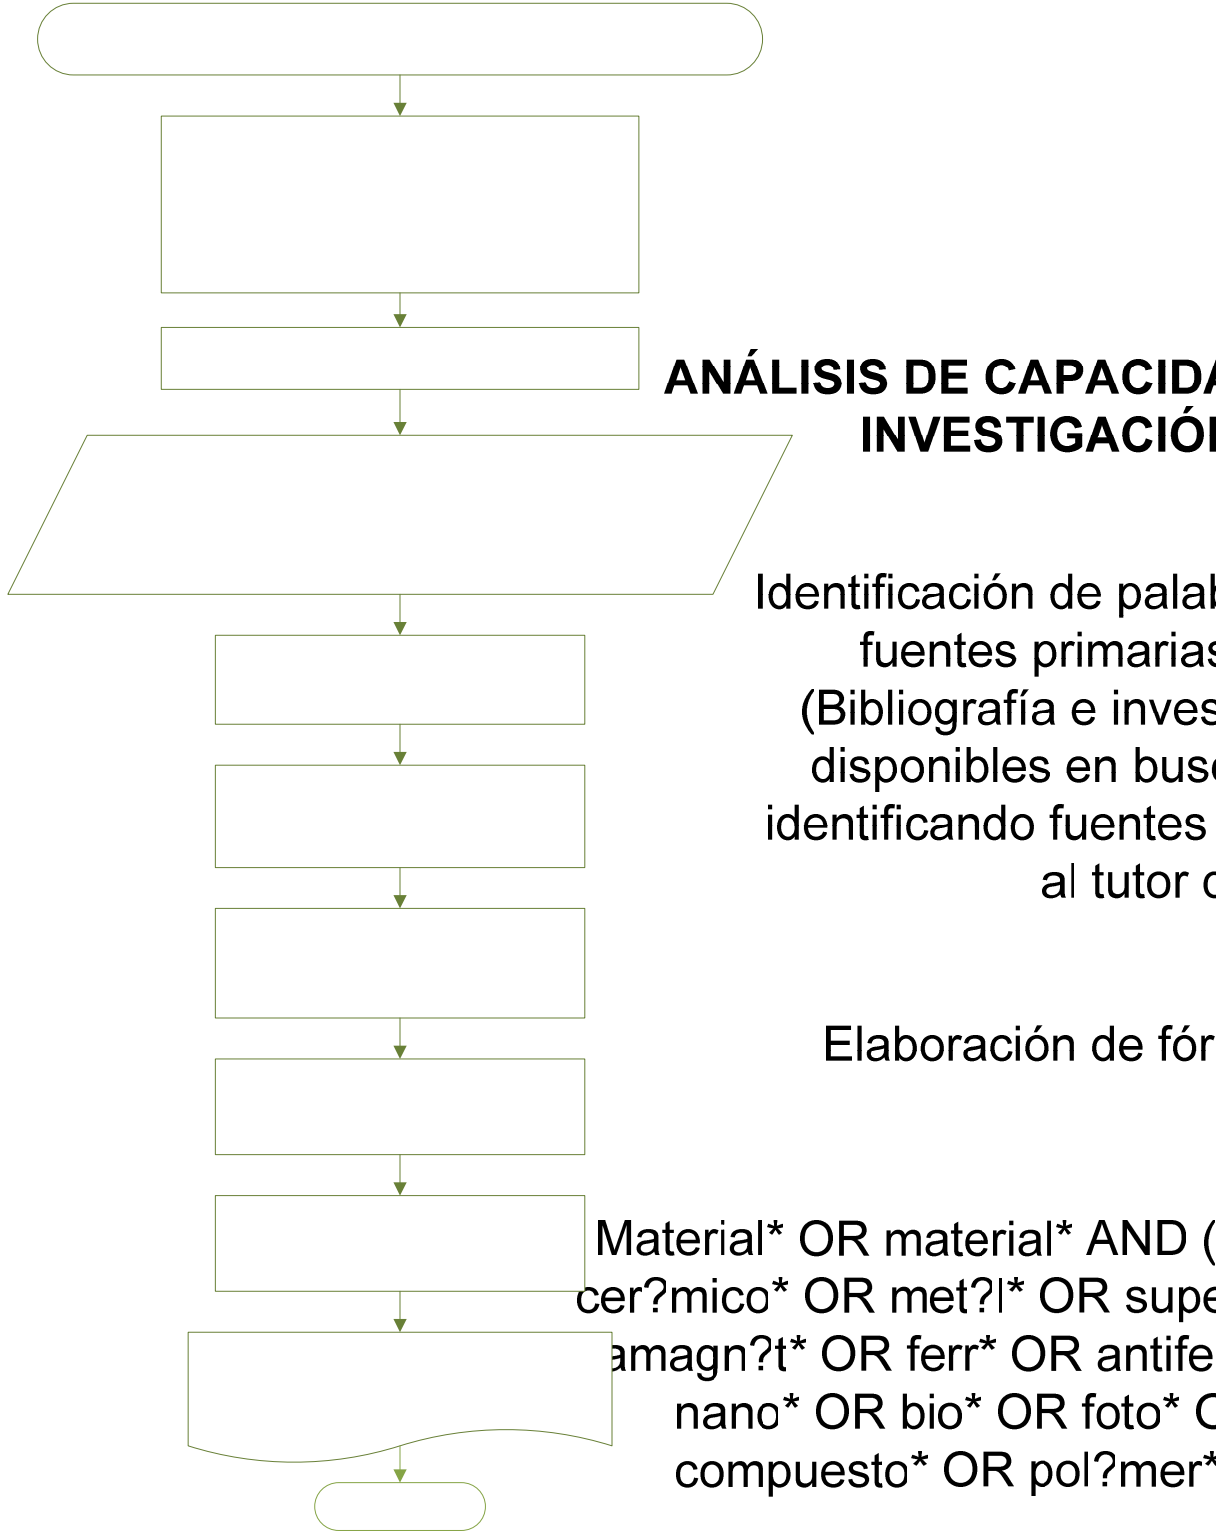 ANÁLISIS DE CAPACIDA
INVESTIGACIÓN
Identificación de palab
fuentes primarias
(Bibliografía e inves
disponibles en busc
identificando fuentes
al tutor
Elaboración de fór
Material* OR material* AND (
cer?mico* OR met?l* OR supe
amagn?t* OR ferr* OR antife
nano* OR bio* OR foto*
compuesto* OR pol?mer*